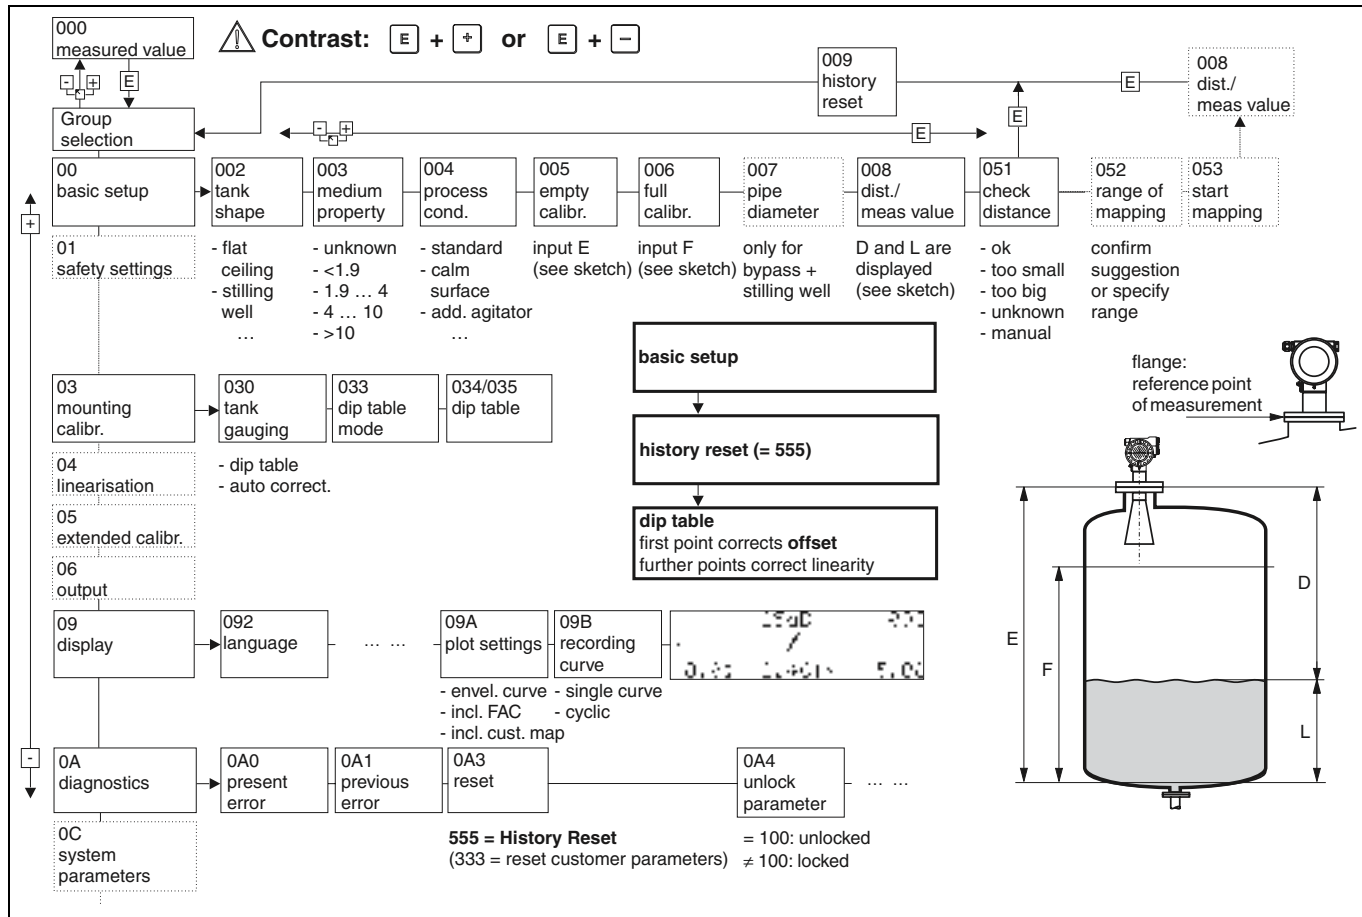 000
measured value
Contrast: E + + or E + −
- +
E
009
history
reset
E
008
dist./
meas value
Group
selection
- +
E
E
00
basic setup
002
tank
shape
003
medium
property
004
process
cond.
005
empty
calibr.
006
full
calibr.
007
pipe
diameter
008
dist./
meas value
051
check
distance
052
range of
mapping
053
start
mapping
+
01
safety settings
- flat
ceiling
- stilling
well
...
- unknown
- <1.9
- 1.9 ... 4
- 4 ... 10
- >10
- standard
- calm
surface
- add. agitator
...
input E
(see sketch)
input F
(see sketch)
only for
bypass +
stilling well
D and L are
displayed
(see sketch)
- ok
- too small
- too big
- unknown
- manual
confirm
suggestion
or specify
range
basic setup
history reset (= 555)
dip table
first point corrects offset
further points correct linearity
flange:
reference point
of measurement
03
mounting
calibr.
030
tank
gauging
033
dip table
mode
034/035
dip table
- dip table
- auto correct.
04
linearisation
05
extended calibr.
06
output
09
display
092
language
... ...
09A
plot settings
09B
recording
curve
- envel. curve
- incl. FAC
- incl. cust. map
- single curve
- cyclic
E
F
D
L
-
0A
diagnostics
0A0
present
error
0A1
previous
error
0A3
reset
0A4
unlock
parameter
... ...
555 = History Reset
(333 = reset customer parameters)
= 100: unlocked
≠ 100: locked
0C
system
parameters